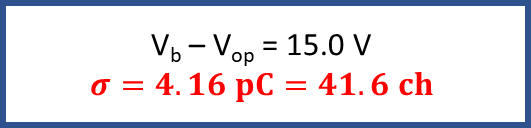 V_b – V_op = 15.0 V
σ = 4.16 pC = 41.6 ch